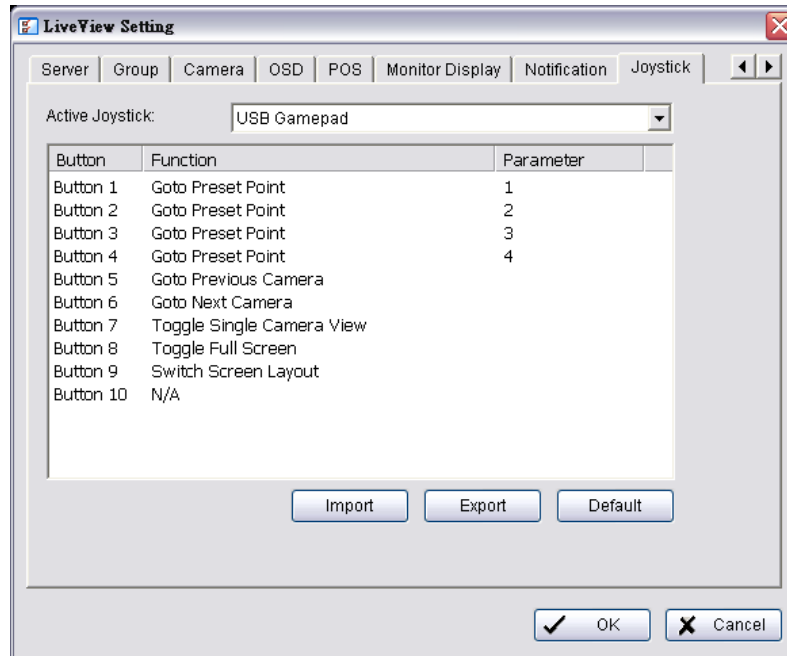 LiveView Setting
Server Group Camera OSD POS Monitor Display Notification Joystick
Active Joystick: USB Gamepad
Button Function Parameter
Button 1 Goto Preset Point 1
Button 2 Goto Preset Point 2
Button 3 Goto Preset Point 3
Button 4 Goto Preset Point 4
Button 5 Goto Previous Camera
Button 6 Goto Next Camera
Button 7 Toggle Single Camera View
Button 8 Toggle Full Screen
Button 9 Switch Screen Layout
Button 10 N/A
Import Export Default
OK Cancel